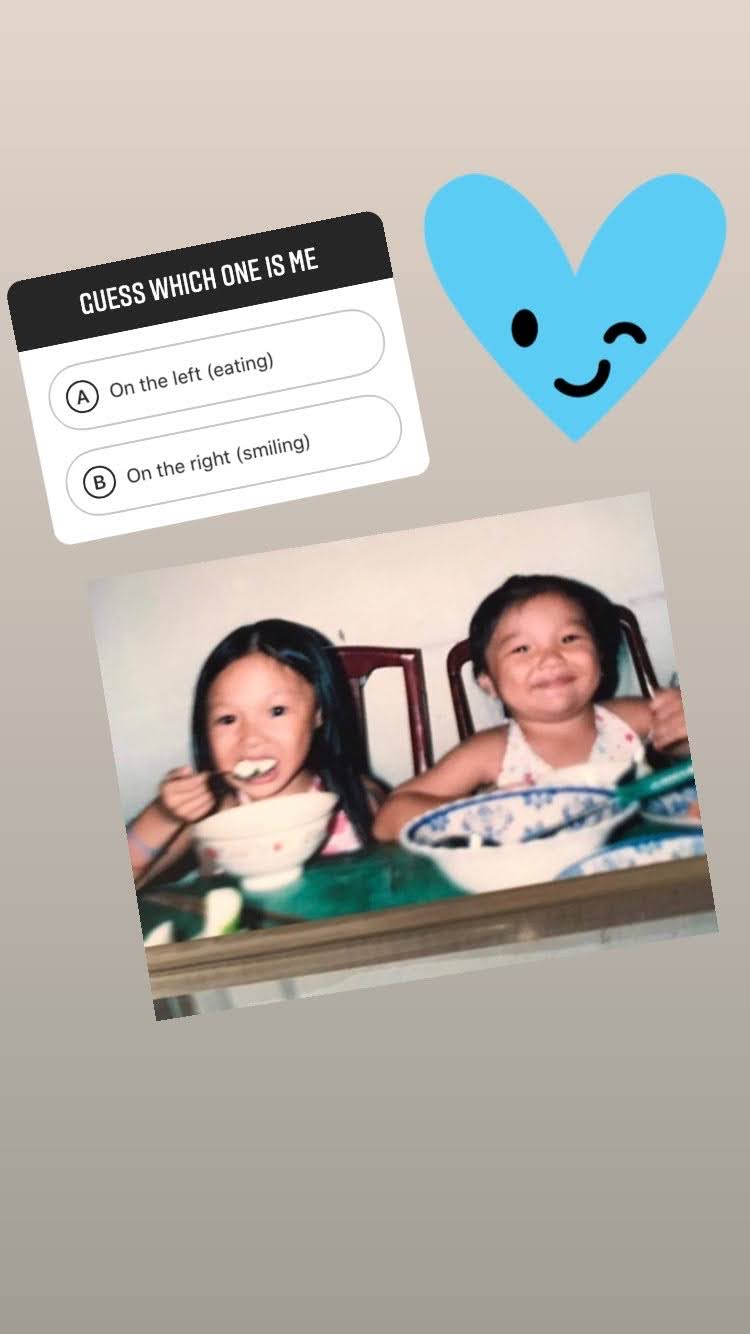 GUESS WHICH ONE IS ME
A On the left (eating)
B On the right (smiling)